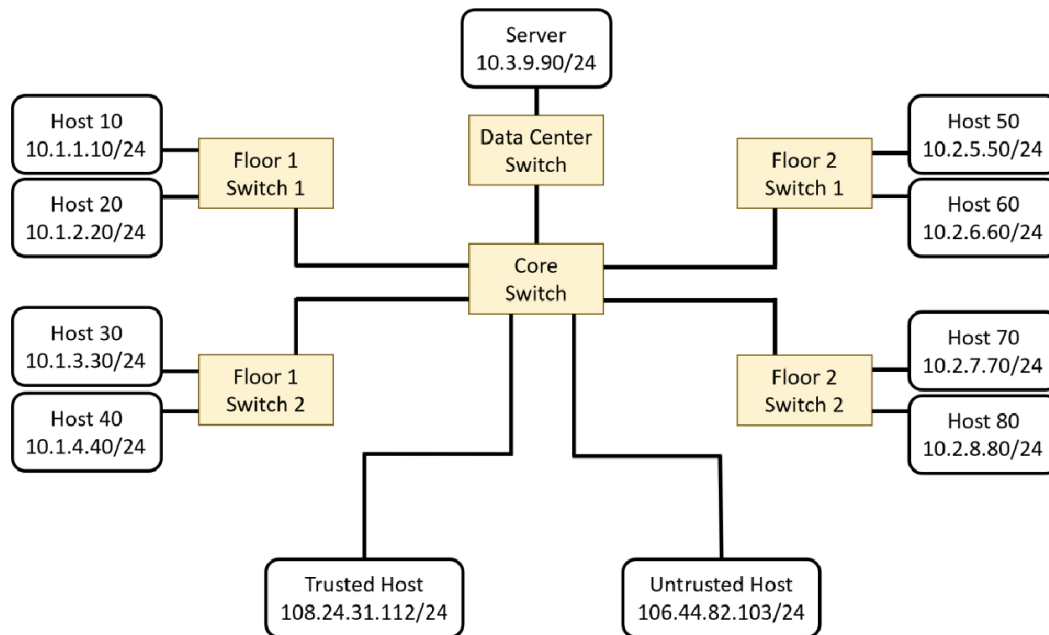 Server
10.3.9.90/24
Host 10
10.1.1.10/24
Host 20
10.1.2.20/24
Floor 1
Switch 1
Data Center
Switch
Floor 2
Switch 1
Host 50
10.2.5.50/24
Host 60
10.2.6.60/24
Core
Switch
Host 30
10.1.3.30/24
Host 40
10.1.4.40/24
Floor 1
Switch 2
Floor 2
Switch 2
Host 70
10.2.7.70/24
Host 80
10.2.8.80/24
Trusted Host
108.24.31.112/24
Untrusted Host
106.44.82.103/24